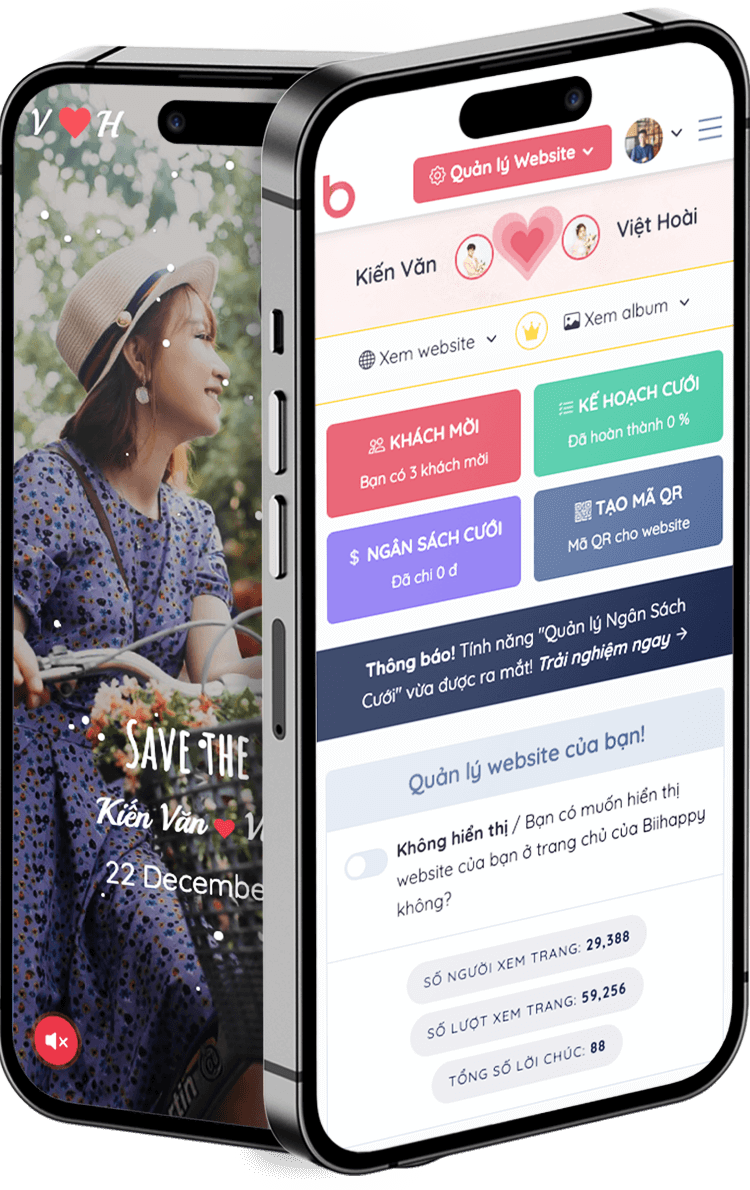 V ❤ H
SAVE THE
Kiến Văn ❤
22 Decembe
b
Quản lý Website
Kiến Văn
Việt Hoài
Xem website
Xem album
KHÁCH MỜI
Bạn có 3 khách mời
KẾ HOẠCH CƯỚI
Đã hoàn thành 0 %
$ NGÂN SÁCH CƯỚI
Đã chi 0 đ
TẠO MÃ QR
Mã QR cho website
Thông báo! Tính năng "Quản lý Ngân Sách
Cưới" vừa được ra mắt! Trải nghiệm ngay →
Quản lý website của bạn!
Không hiển thị / Bạn có muốn hiển thị
website của bạn ở trang chủ của Biihappy
không?
SỐ NGƯỜI XEM TRANG: 29,388
SỐ LƯỢT XEM TRANG: 59,256
TỔNG SỐ LỜI CHÚC: 88